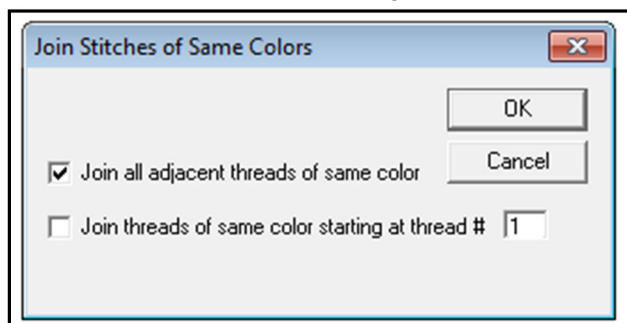 Join Stitches of Same Colors
OK
Join all adjacent threads of same color
Cancel
Join threads of same color starting at thread # 1